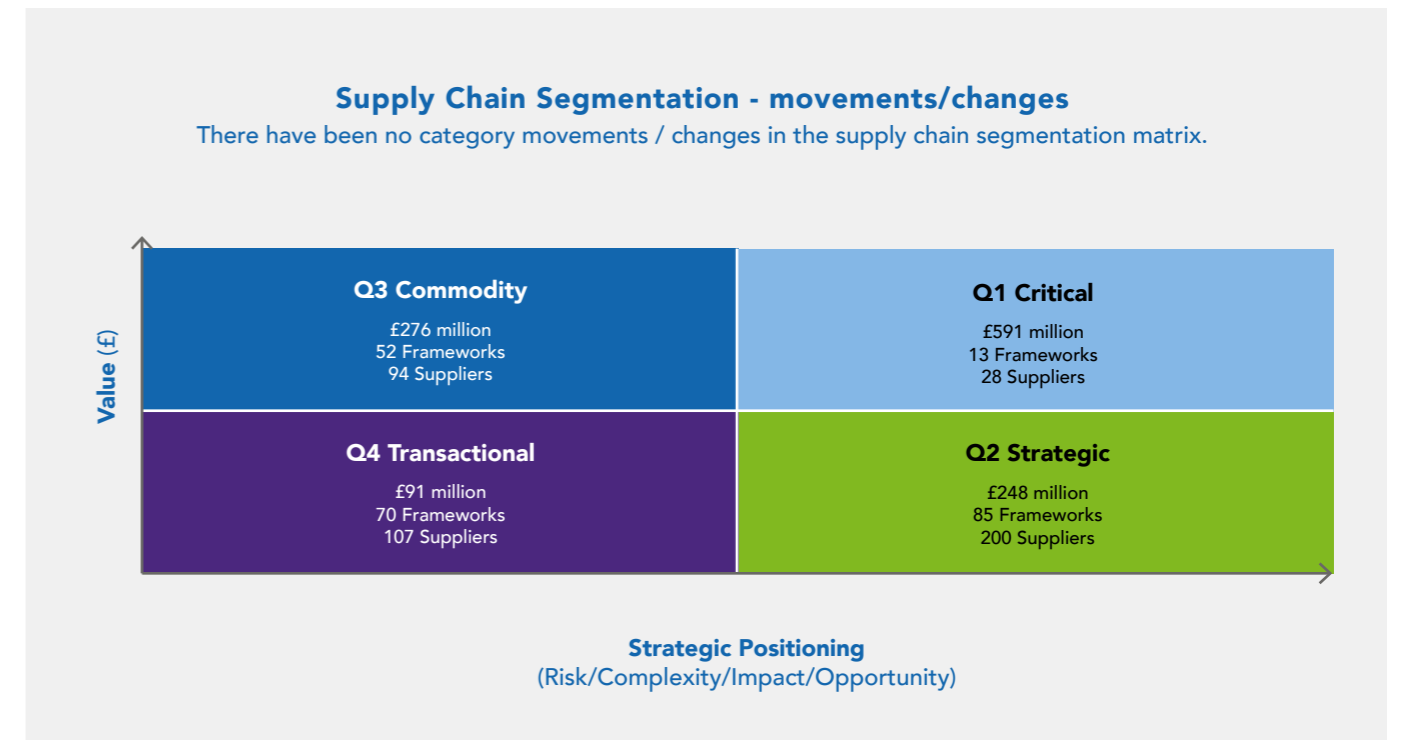 Supply Chain Segmentation - movements/changes
There have been no category movements / changes in the supply chain segmentation matrix.
Value (£)
Q3 Commodity
£276 million
52 Frameworks
94 Suppliers
Q1 Critical
£591 million
13 Frameworks
28 Suppliers
Q4 Transactional
£91 million
70 Frameworks
107 Suppliers
Q2 Strategic
£248 million
85 Frameworks
200 Suppliers
Strategic Positioning
(Risk/Complexity/Impact/Opportunity)